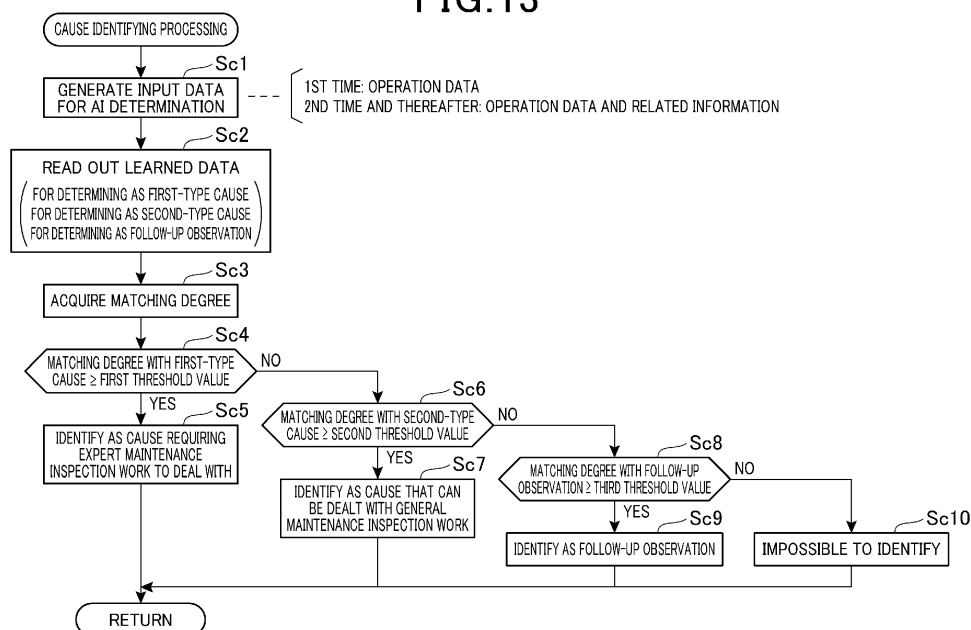 FIG.13
CAUSE IDENTIFYING PROCESSING
Sc1
GENERATE INPUT DATA
FOR AI DETERMINATION
1ST TIME: OPERATION DATA
2ND TIME AND THEREAFTER: OPERATION DATA AND RELATED INFORMATION
Sc2
READ OUT LEARNED DATA
FOR DETERMINING AS FIRST-TYPE CAUSE
FOR DETERMINING AS SECOND-TYPE CAUSE
FOR DETERMINING AS FOLLOW-UP OBSERVATION
Sc3
ACQUIRE MATCHING DEGREE
Sc4
MATCHING DEGREE WITH FIRST-TYPE
CAUSE ≥ FIRST THRESHOLD VALUE
NO
YES
Sc5
IDENTIFY AS CAUSE REQUIRING
EXPERT MAINTENANCE
INSPECTION WORK TO DEAL WITH
Sc6
MATCHING DEGREE WITH SECOND-TYPE
CAUSE ≥ SECOND THRESHOLD VALUE
NO
YES
Sc7
IDENTIFY AS CAUSE THAT CAN
BE DEALT WITH GENERAL
MAINTENANCE INSPECTION WORK
Sc8
MATCHING DEGREE WITH FOLLOW-UP
OBSERVATION ≥ THIRD THRESHOLD VALUE
NO
YES
Sc9
IDENTIFY AS FOLLOW-UP OBSERVATION
Sc10
IMPOSSIBLE TO IDENTIFY
RETURN